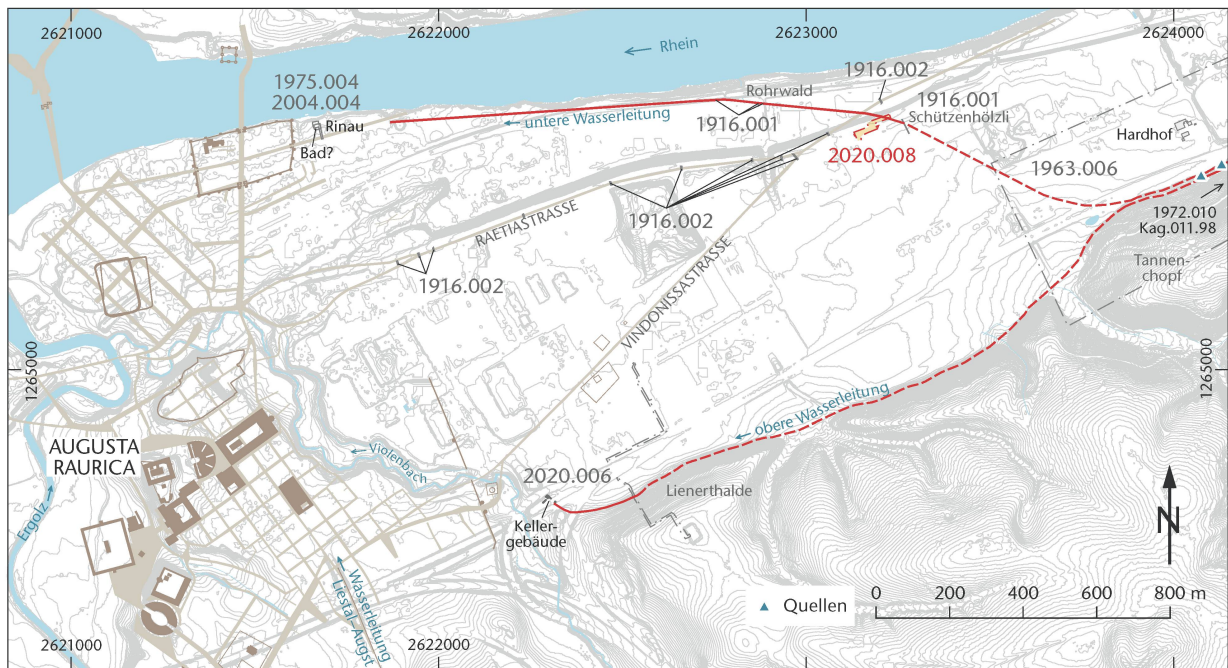 2621000
2622000
2623000
2624000
Rhein
1975.004
2004.004
1916.002
Rohrwald
1916.001
Schützenhölzli
Rinau
untere Wasserleitung
1916.001
Hardhof
Bad?
2020.008
1963.006
1916.002
1972.010
Kag.011.98
RAETIASTRASSE
VINDONISSASTRASSE
Tannen-
chopf
1916.002
1265000
1265000
obere Wasserleitung
AUGUSTA
RAURICA
Violenbach
2020.006
Lienerthalde
Ergolz
Keller-
gebäude
N
Wasserleitung
Liestal–Augst
Quellen
0 200 400 600 800 m
2621000
2622000
2623000
2624000